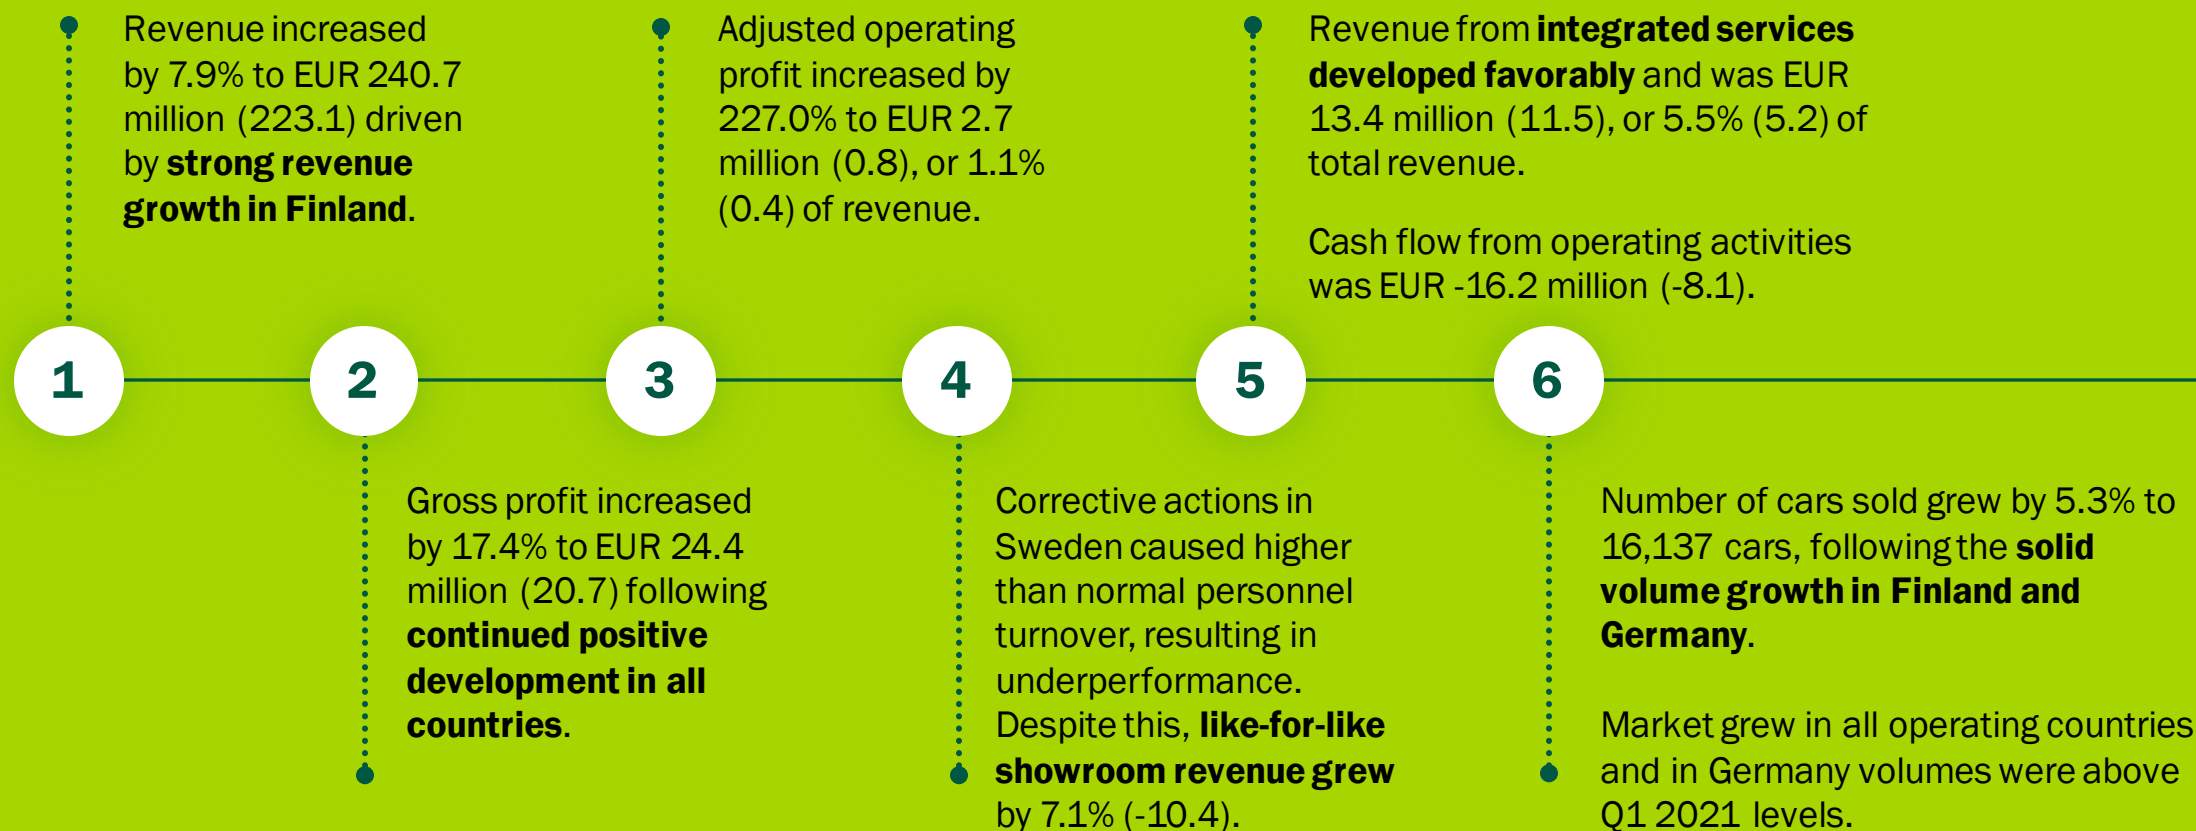 Revenue increased
by 7.9% to EUR 240.7
million (223.1) driven
by strong revenue
growth in Finland.
Adjusted operating
profit increased by
227.0% to EUR 2.7
million (0.8), or 1.1%
(0.4) of revenue.
Revenue from integrated services
developed favorably and was EUR
13.4 million (11.5), or 5.5% (5.2) of
total revenue.
Cash flow from operating activities
was EUR -16.2 million (-8.1).
1
2
3
4
5
6
Gross profit increased
by 17.4% to EUR 24.4
million (20.7) following
continued positive
development in all
countries.
Corrective actions in
Sweden caused higher
than normal personnel
turnover, resulting in
underperformance.
Despite this, like-for-like
showroom revenue grew
by 7.1% (-10.4).
Number of cars sold grew by 5.3% to
16,137 cars, following the solid
volume growth in Finland and
Germany.
Market grew in all operating countries
and in Germany volumes were above
Q1 2021 levels.